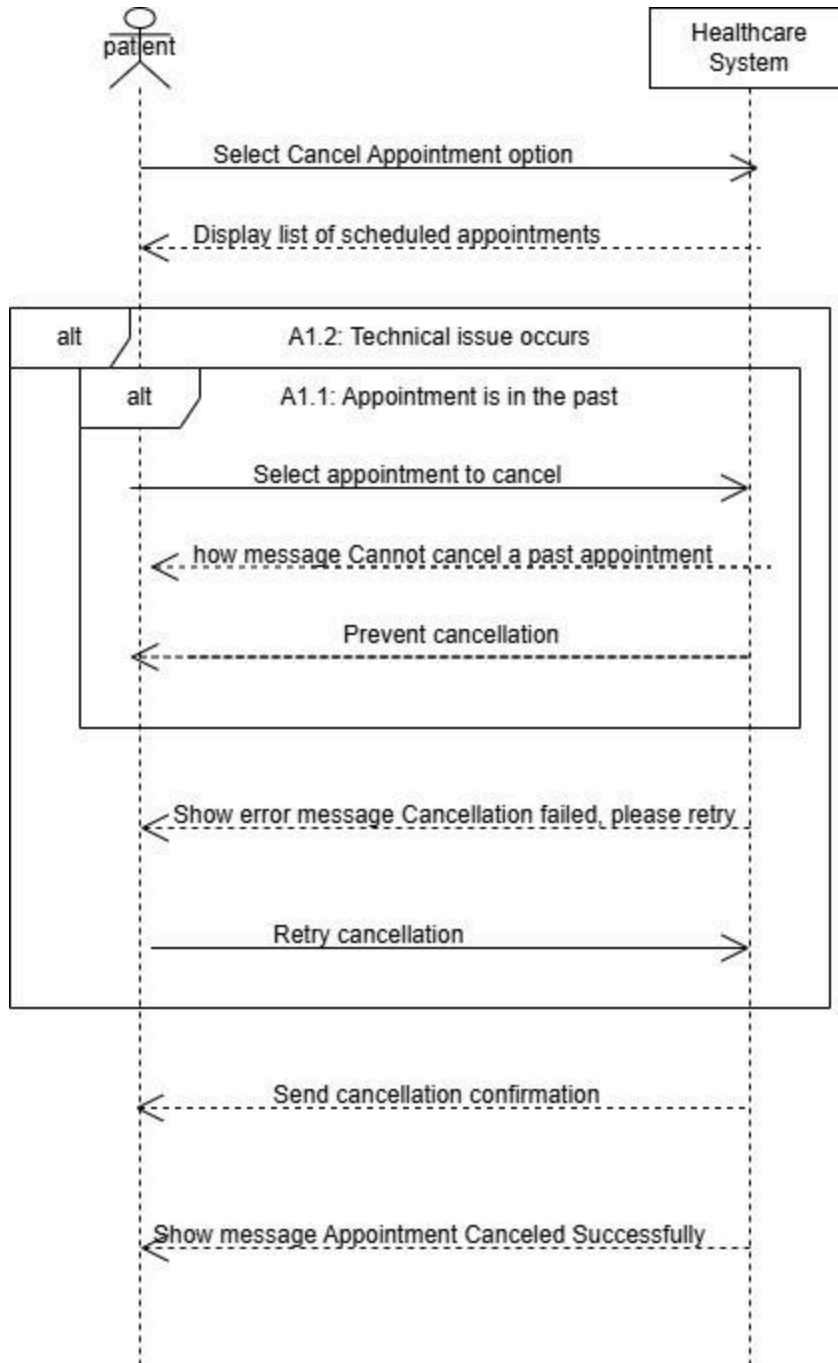 patient
Healthcare
System
Select Cancel Appointment option
Display list of scheduled appointments
alt
A1.2: Technical issue occurs
alt
A1.1: Appointment is in the past
Select appointment to cancel
how message Cannot cancel a past appointment
Prevent cancellation
Show error message Cancellation failed, please retry
Retry cancellation
Send cancellation confirmation
Show message Appointment Canceled Successfully